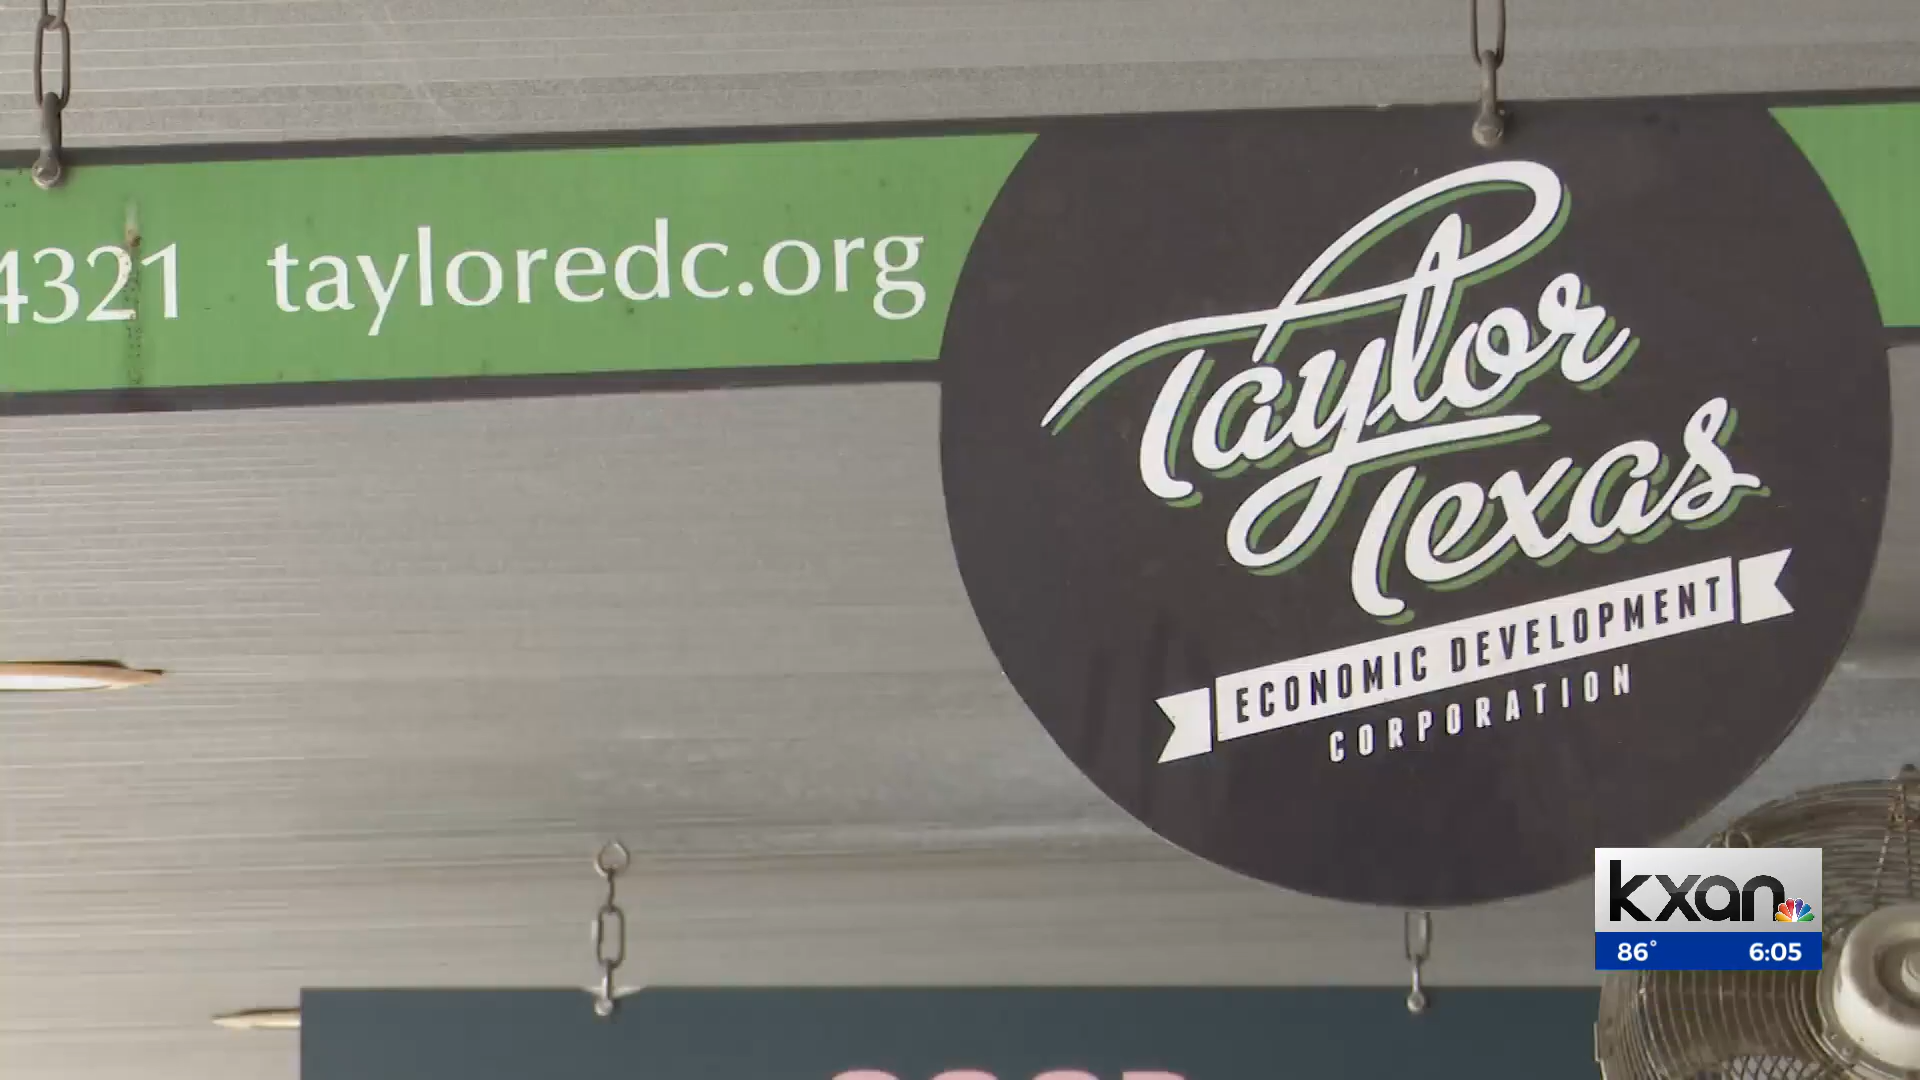 4321 tayloredc.org
Taylor
Texas
ECONOMIC DEVELOPMENT
CORPORATION
kxan
86° 6:05